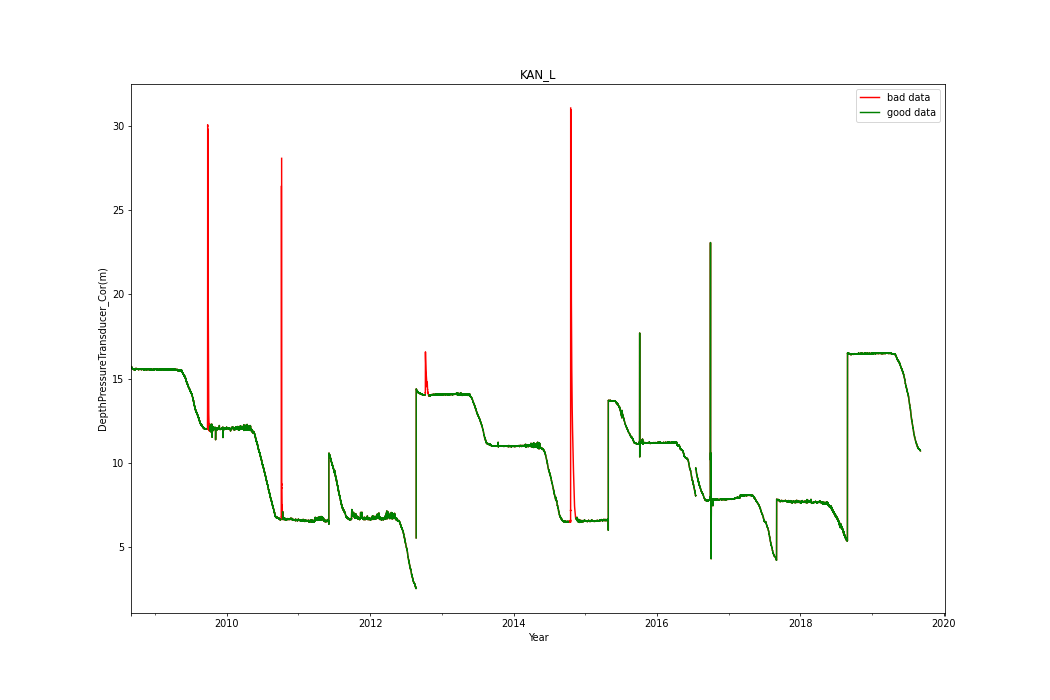 KAN_L
bad data
good data
DepthPressureTransducer_Cor(m)
30
25
20
15
10
5
2010 2012 2014 2016 2018 2020
Year